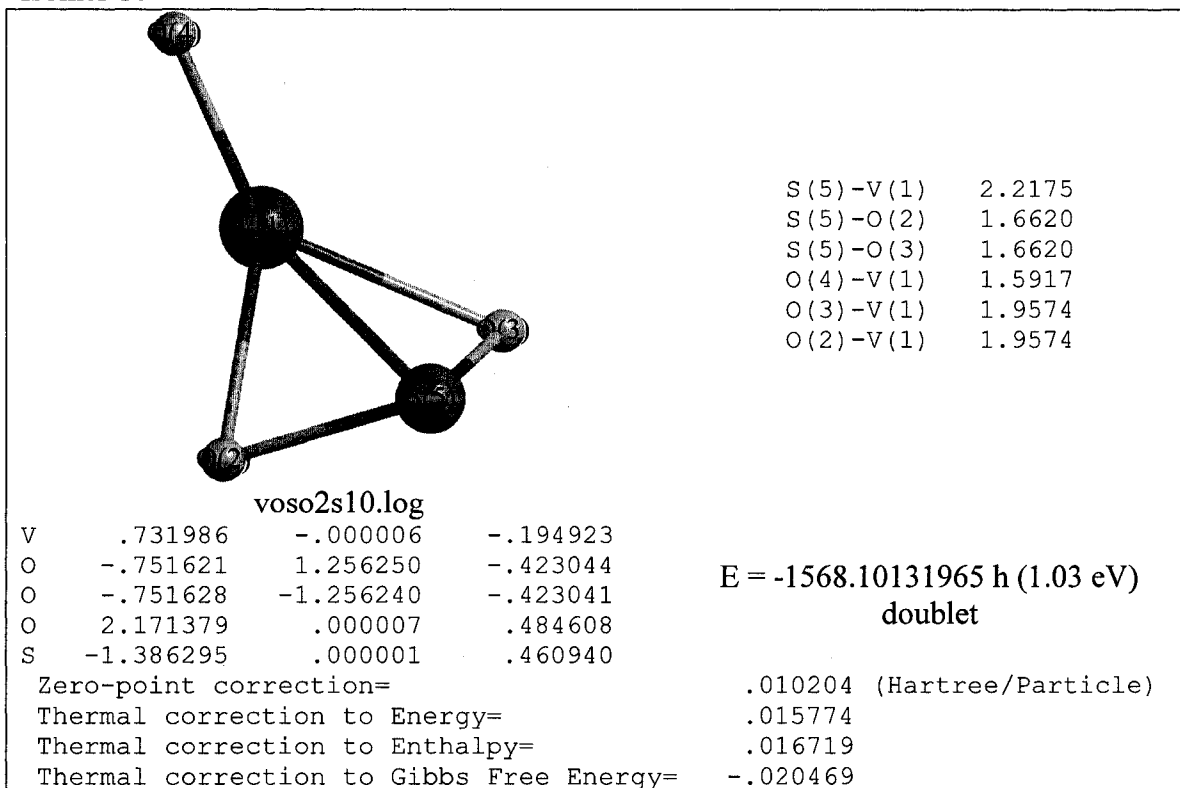 S(5)-V(1) 2.2175
S(5)-O(2) 1.6620
S(5)-O(3) 1.6620
O(4)-V(1) 1.5917
O(3)-V(1) 1.9574
O(2)-V(1) 1.9574
voso2s10.log
V .731986 -.000006 -.194923
O -.751621 1.256250 -.423044
O -.751628 -1.256240 -.423041
O 2.171379 .000007 .484608
S -1.386295 .000001 .460940
E = -1568.10131965 h (1.03 eV)
doublet
Zero-point correction= .010204 (Hartree/Particle)
Thermal correction to Energy= .015774
Thermal correction to Enthalpy= .016719
Thermal correction to Gibbs Free Energy= -.020469